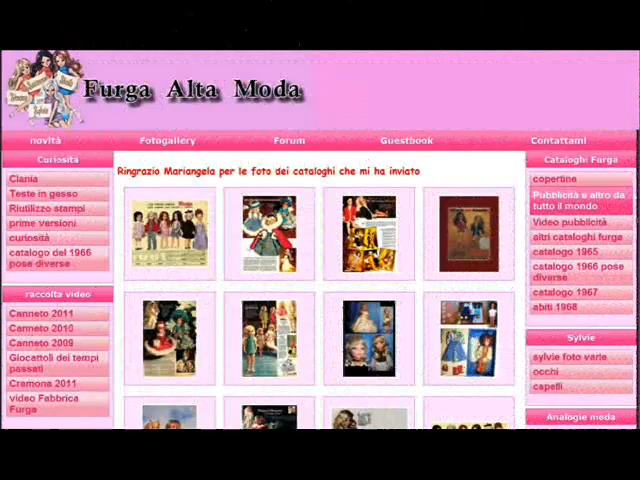 Furga Alta Moda
novità
Fotogallery
Forum
Guestbook
Contattami
Curiosità
Clania
Teste in gesso
Riutilizzo stampi
prime versioni
curiosità
catalogo del 1966
pose diverse
raccolta video
Canneto 2011
Canneto 2010
Canneto 2009
Giocattoli dei tempi
passati
Cremona 2011
video Fabbrica
Furga
Ringrazio Mariangela per le foto dei cataloghi che mi ha inviato
Cataloghi Furga
copertine
Pubblicità e altro da
tutto il mondo
Video pubblicità
altri cataloghi furga
catalogo 1965
catalogo 1966 pose
diverse
catalogo 1967
abiti 1968
Sylvie
sylvie foto varie
occhi
capelli
Analogie moda